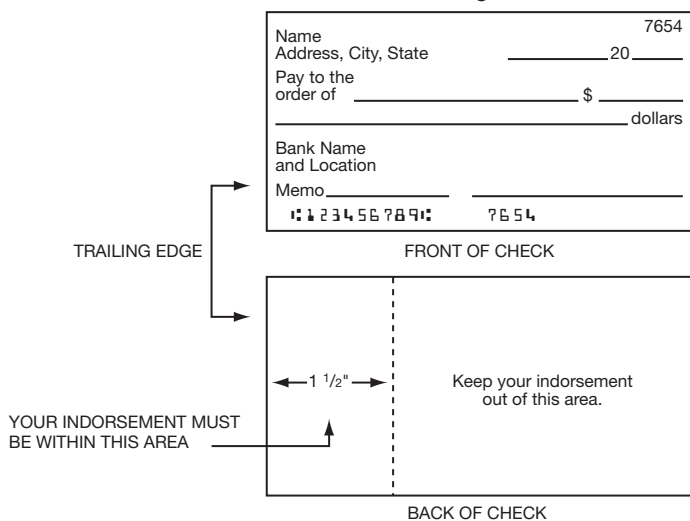 7654
Name
Address, City, State 20
Pay to the
order of $
dollars
Bank Name
and Location
Memo
⑆123456789⑆ 7654
TRAILING EDGE
FRONT OF CHECK
1 1/2"
Keep your indorsement
out of this area.
YOUR INDORSEMENT MUST
BE WITHIN THIS AREA
BACK OF CHECK